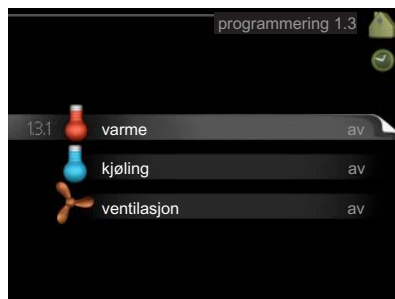 programmering 1.3
1.3.1 varme av
kjøling av
ventilasjon av